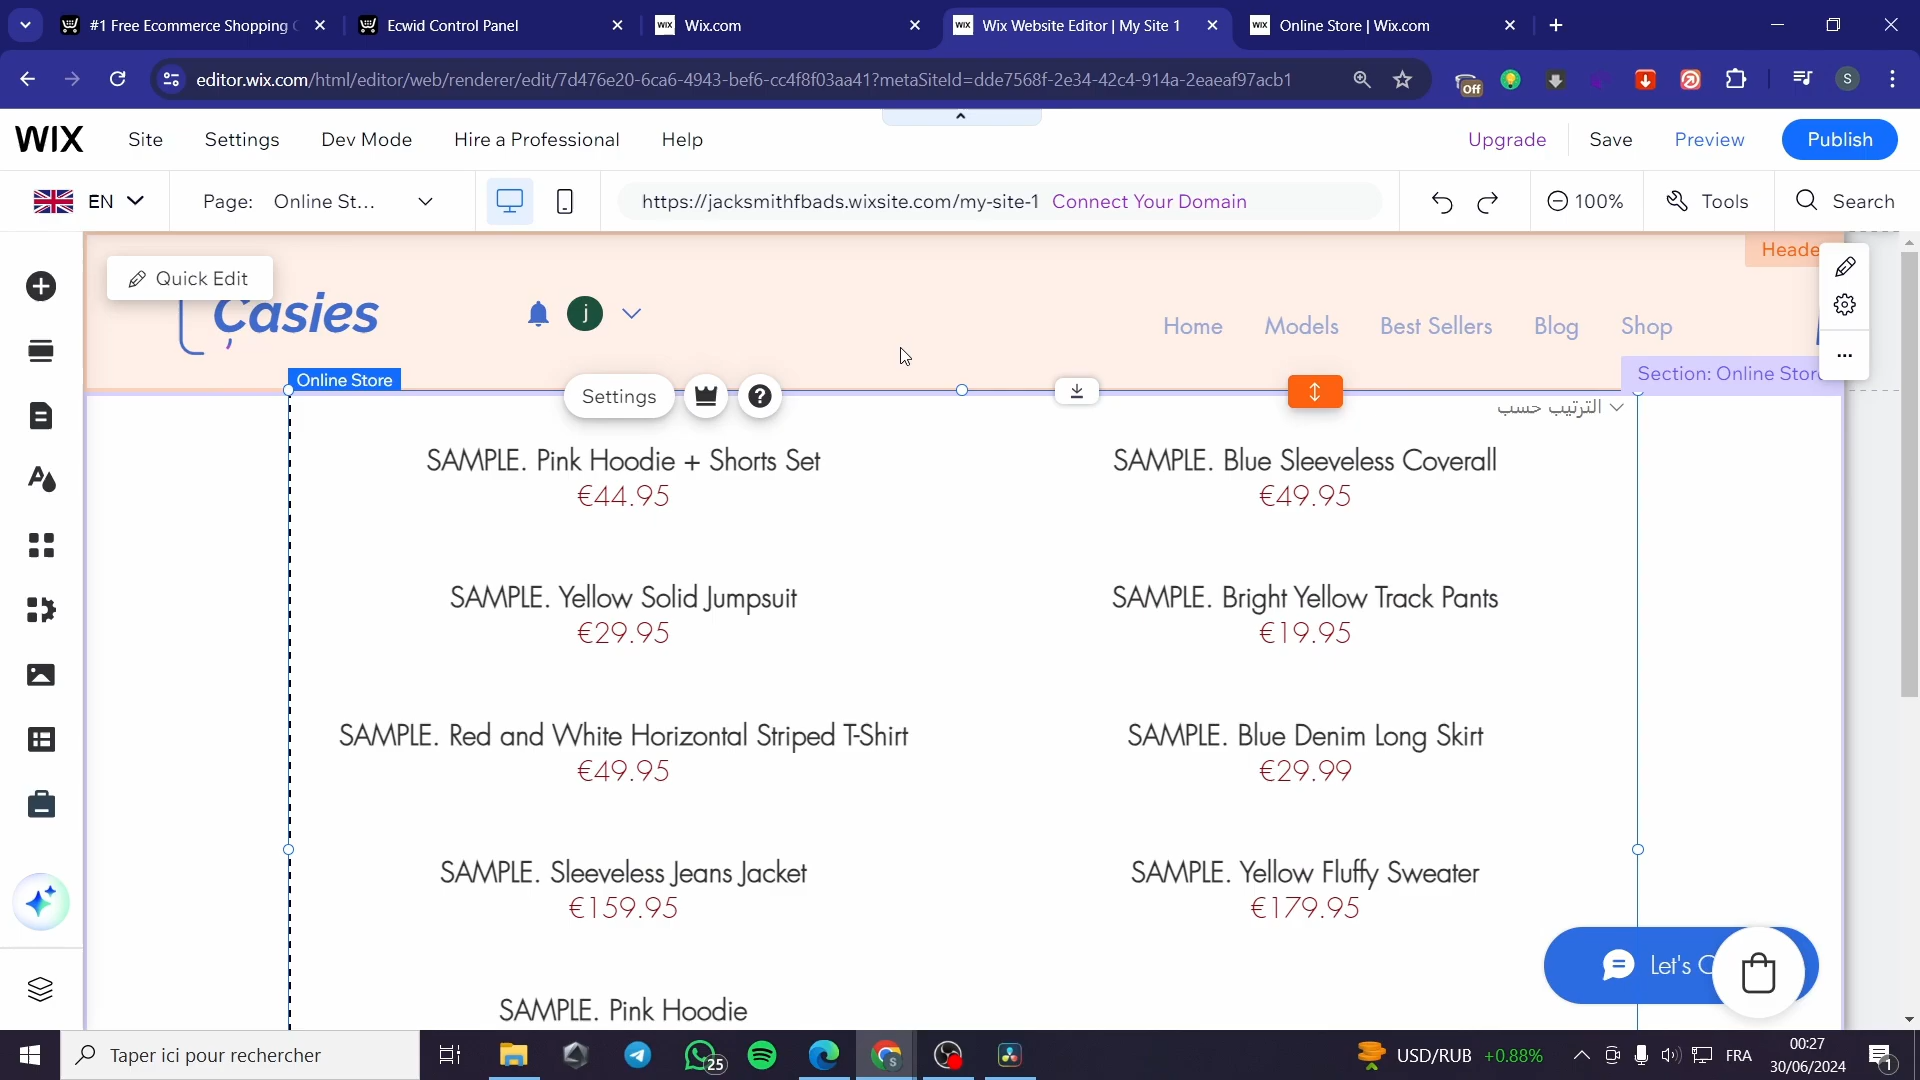 #1 Free Ecommerce Shopping
Ecwid Control Panel
Wix.com
Wix Website Editor | My Site 1
Online Store | Wix.com
editor.wix.com/html/editor/web/renderer/edit/7d476e20-6ca6-4943-bef6-cc4f8f03aa41?metaSiteId=dde7568f-2e34-42c4-914a-2eaeaf97acb1
Off
S
WIX
Site
Settings
Dev Mode
Hire a Professional
Help
Upgrade
Save
Preview
Publish
EN
Page: Online St...
https://jacksmithfbads.wixsite.com/my-site-1 Connect Your Domain
100%
Tools
Search
Quick Edit
Casies
j
Home
Models
Best Sellers
Blog
Shop
Section: Online Store
Online Store
Settings
الترتيب حسب
SAMPLE. Pink Hoodie + Shorts Set
€44.95
SAMPLE. Blue Sleeveless Coverall
€49.95
SAMPLE. Yellow Solid Jumpsuit
€29.95
SAMPLE. Bright Yellow Track Pants
€19.95
SAMPLE. Red and White Horizontal Striped T-Shirt
€49.95
SAMPLE. Blue Denim Long Skirt
€29.99
SAMPLE. Sleeveless Jeans Jacket
€159.95
SAMPLE. Yellow Fluffy Sweater
€179.95
SAMPLE. Pink Hoodie
Let's
Taper ici pour rechercher
25
USD/RUB +0.88%
FRA
00:27
30/06/2024
1